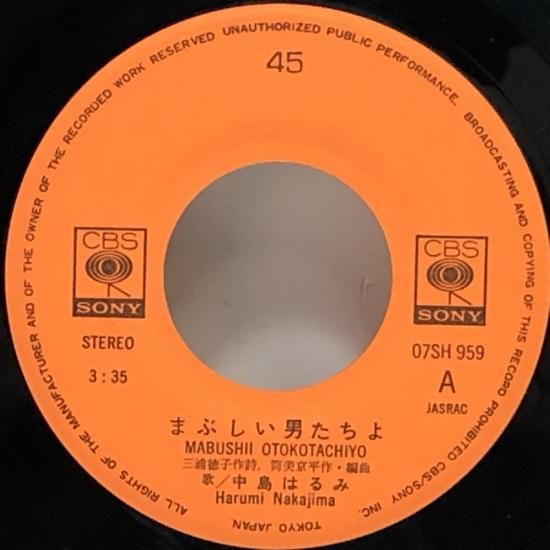 ALL RIGHTS OF THE MANUFACTURER AND OF THE OWNER OF THE RECORDED WORK RESERVED UNAUTHORIZED PUBLIC PERFORMANCE. BROADCASTING AND COPYING OF THIS RECORD PROHIBITED CBS/SONY INC.
TOKYO JAPAN.
45
CBS
SONY
STEREO
3:35
CBS
SONY
07SH 959
A
JASRAC
まぶしい男たちよ
MABUSHII OTOKOTACHIYO
三浦徳子作詩,筒美京平作・編曲
歌/中島はるみ
Harumi Nakajima